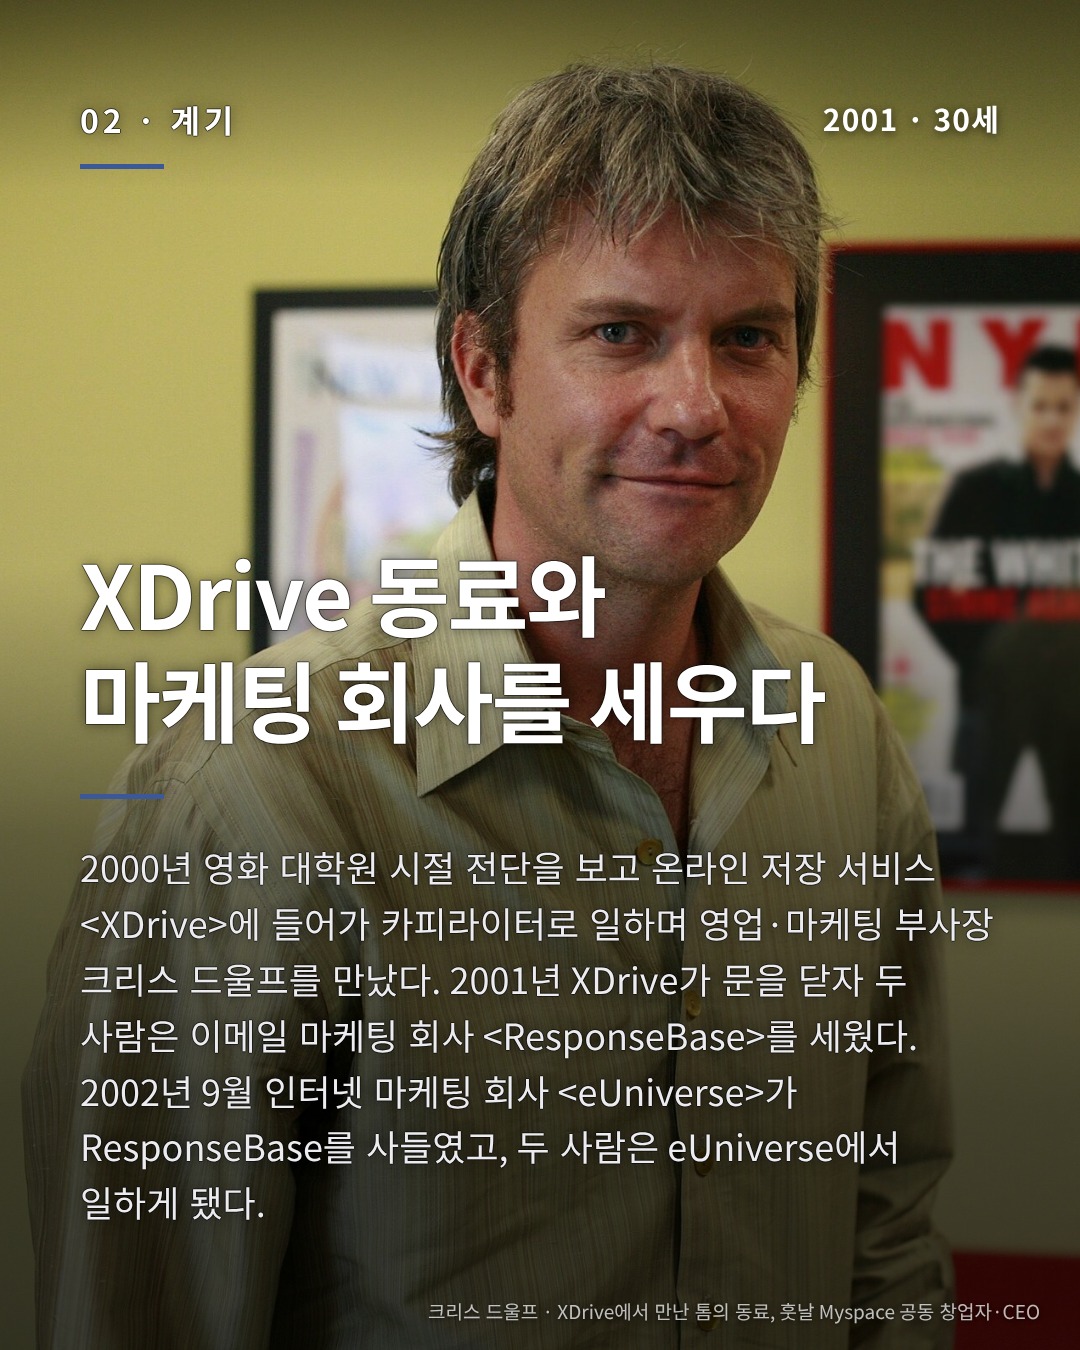 02 · 계기
2001 · 30세
NY
THE WHIT
XDrive 동료와
마케팅 회사를 세우다
2000년 영화 대학원 시절 전단을 보고 온라인 저장 서비스
<XDrive>에 들어가 카피라이터로 일하며 영업·마케팅 부사장
크리스 드울프를 만났다. 2001년 XDrive가 문을 닫자 두
사람은 이메일 마케팅 회사 <ResponseBase>를 세웠다.
2002년 9월 인터넷 마케팅 회사 <eUniverse>가
ResponseBase를 사들였고, 두 사람은 eUniverse에서
일하게 됐다.
크리스 드울프 · XDrive에서 만난 톰의 동료, 훗날 Myspace 공동 창업자·CEO